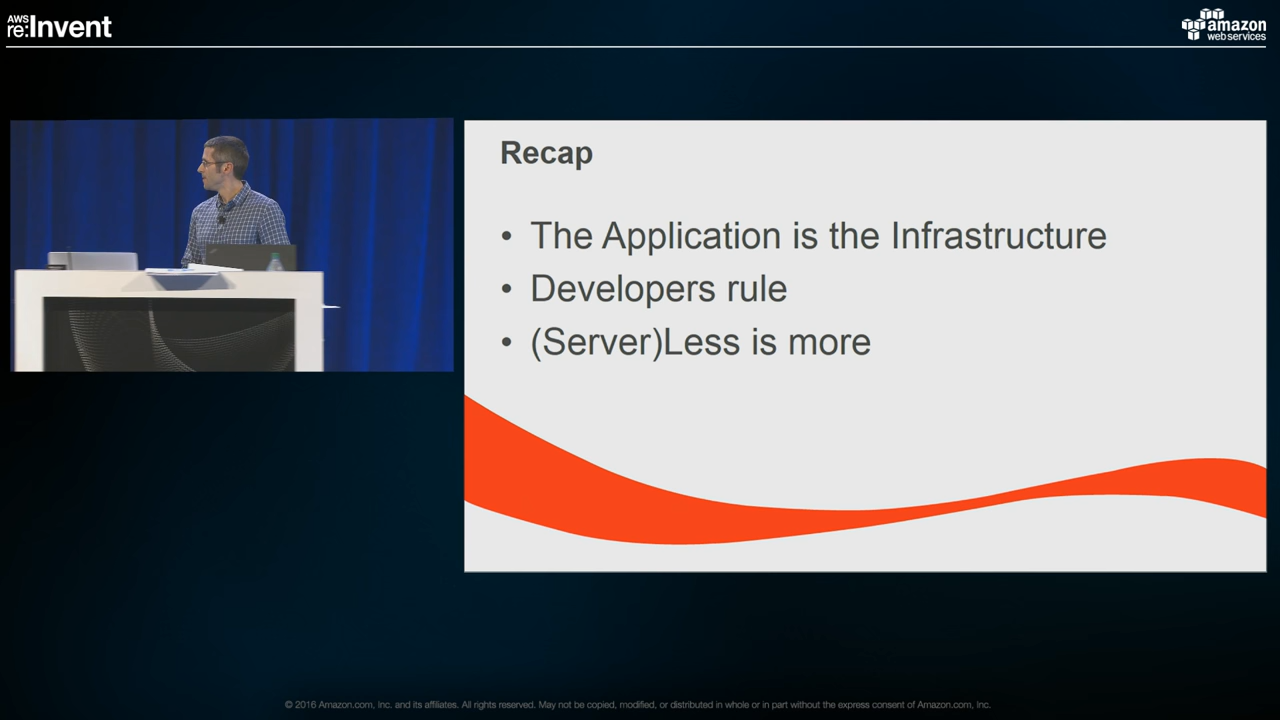 AWS
re:Invent
amazon
web services
Recap
• The Application is the Infrastructure
• Developers rule
• (Server)Less is more
© 2016 Amazon.com, Inc. and its affiliates. All rights reserved. May not be copied, modified, or distributed in whole or in part without the express consent of Amazon.com, Inc.